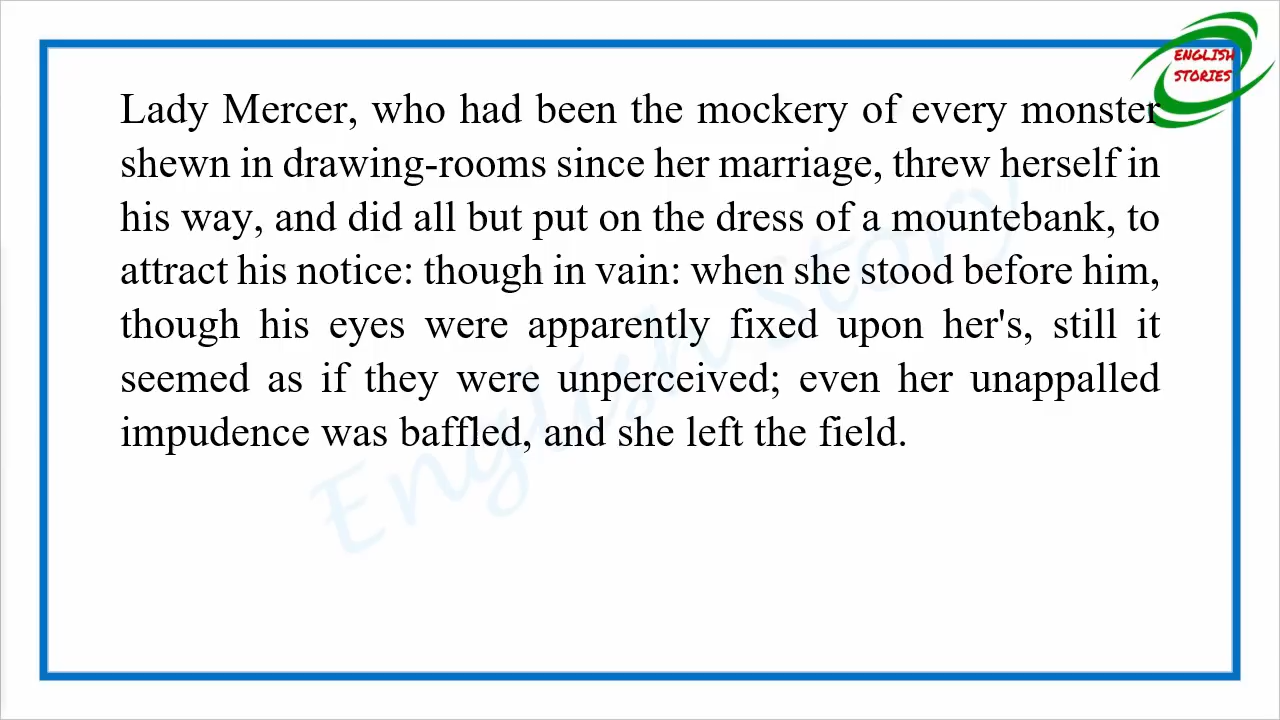 ENGLISH
STORIES
Lady Mercer, who had been the mockery of every monster
shewn in drawing-rooms since her marriage, threw herself in
his way, and did all but put on the dress of a mountebank, to
attract his notice: though in vain: when she stood before him,
though his eyes were apparently fixed upon her's, still it
seemed as if they were unperceived; even her unappalled
impudence was baffled, and she left the field.
English Story